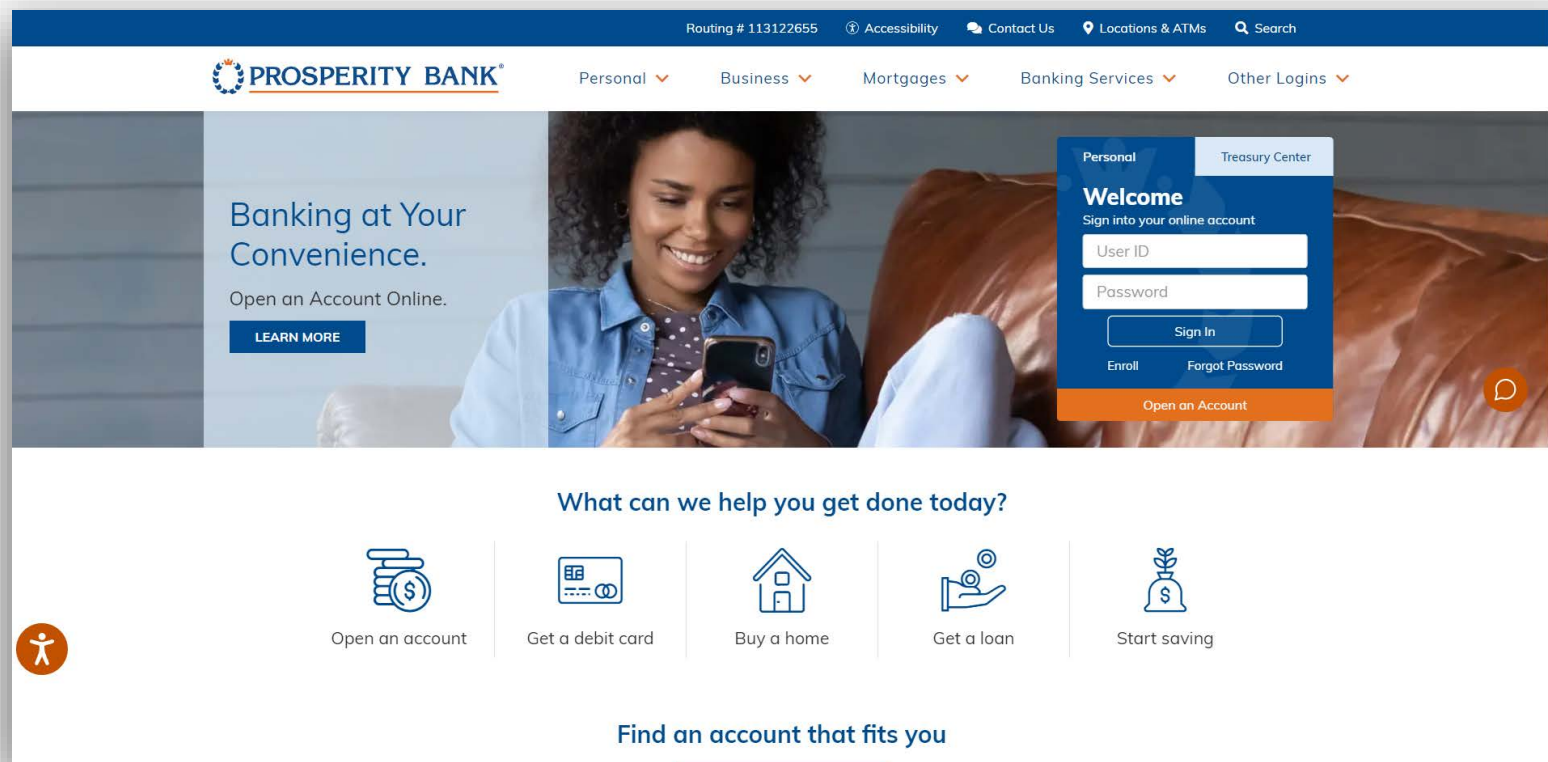 Routing # 113122655 Accessibility Contact Us Locations & ATMs Search
PROSPERITY BANK® Personal Business Mortgages Banking Services Other Logins
Banking at Your
Convenience.
Open an Account Online.
LEARN MORE
Personal Treasury Center
Welcome
Sign into your online account
User ID
Password
Sign In
Enroll Forgot Password
Open an Account
What can we help you get done today?
Open an account Get a debit card Buy a home Get a loan Start saving
Find an account that fits you